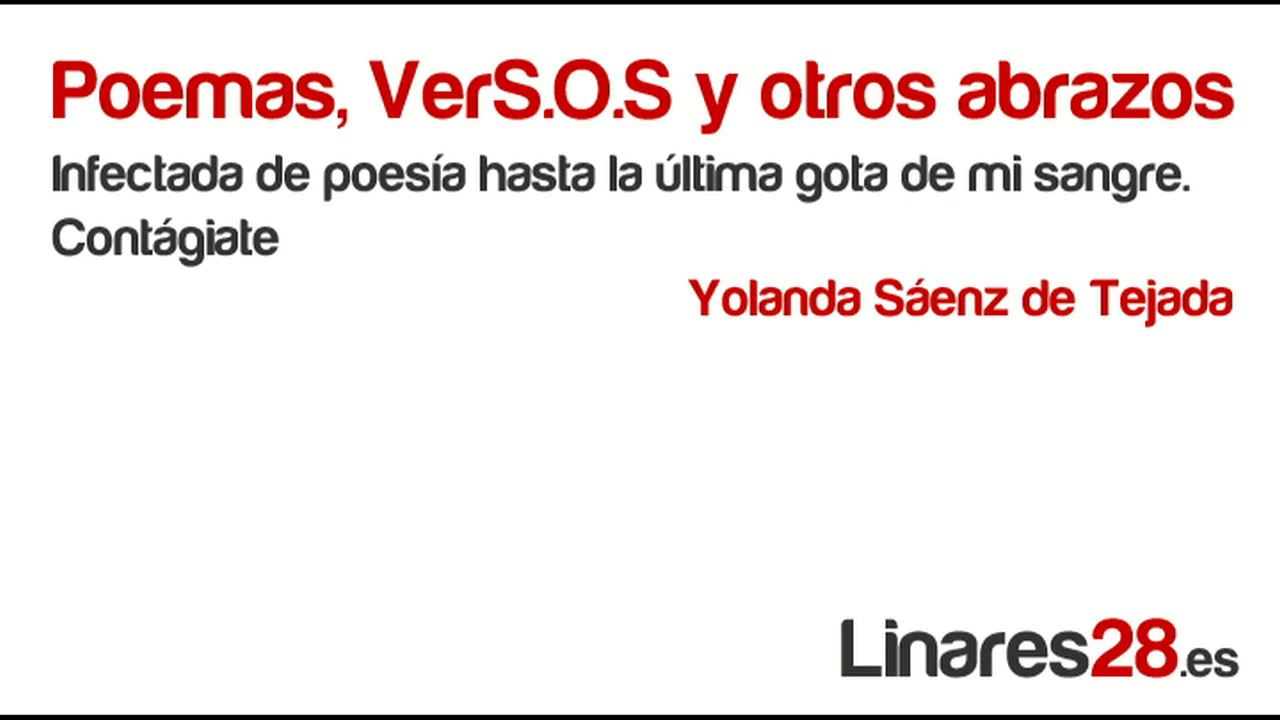 Poemas, VerS.O.S y otros abrazos
Infectada de poesía hasta la última gota de mi sangre.
Contágiate
Yolanda Sáenz de Tejada
Linares28.es